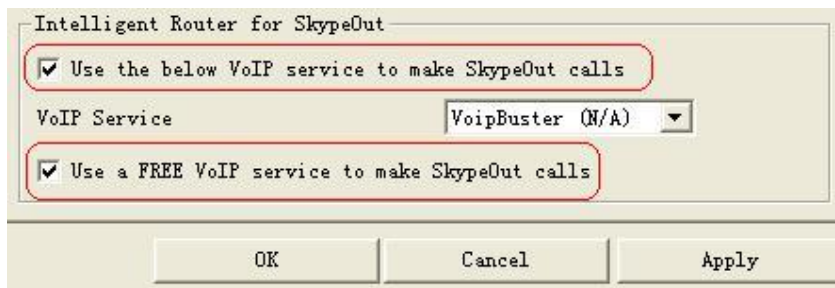 Intelligent Router for SkypeOut
Use the below VoIP service to make SkypeOut calls
VoIP Service VoipBuster (N/A)
Use a FREE VoIP service to make SkypeOut calls
OK Cancel Apply